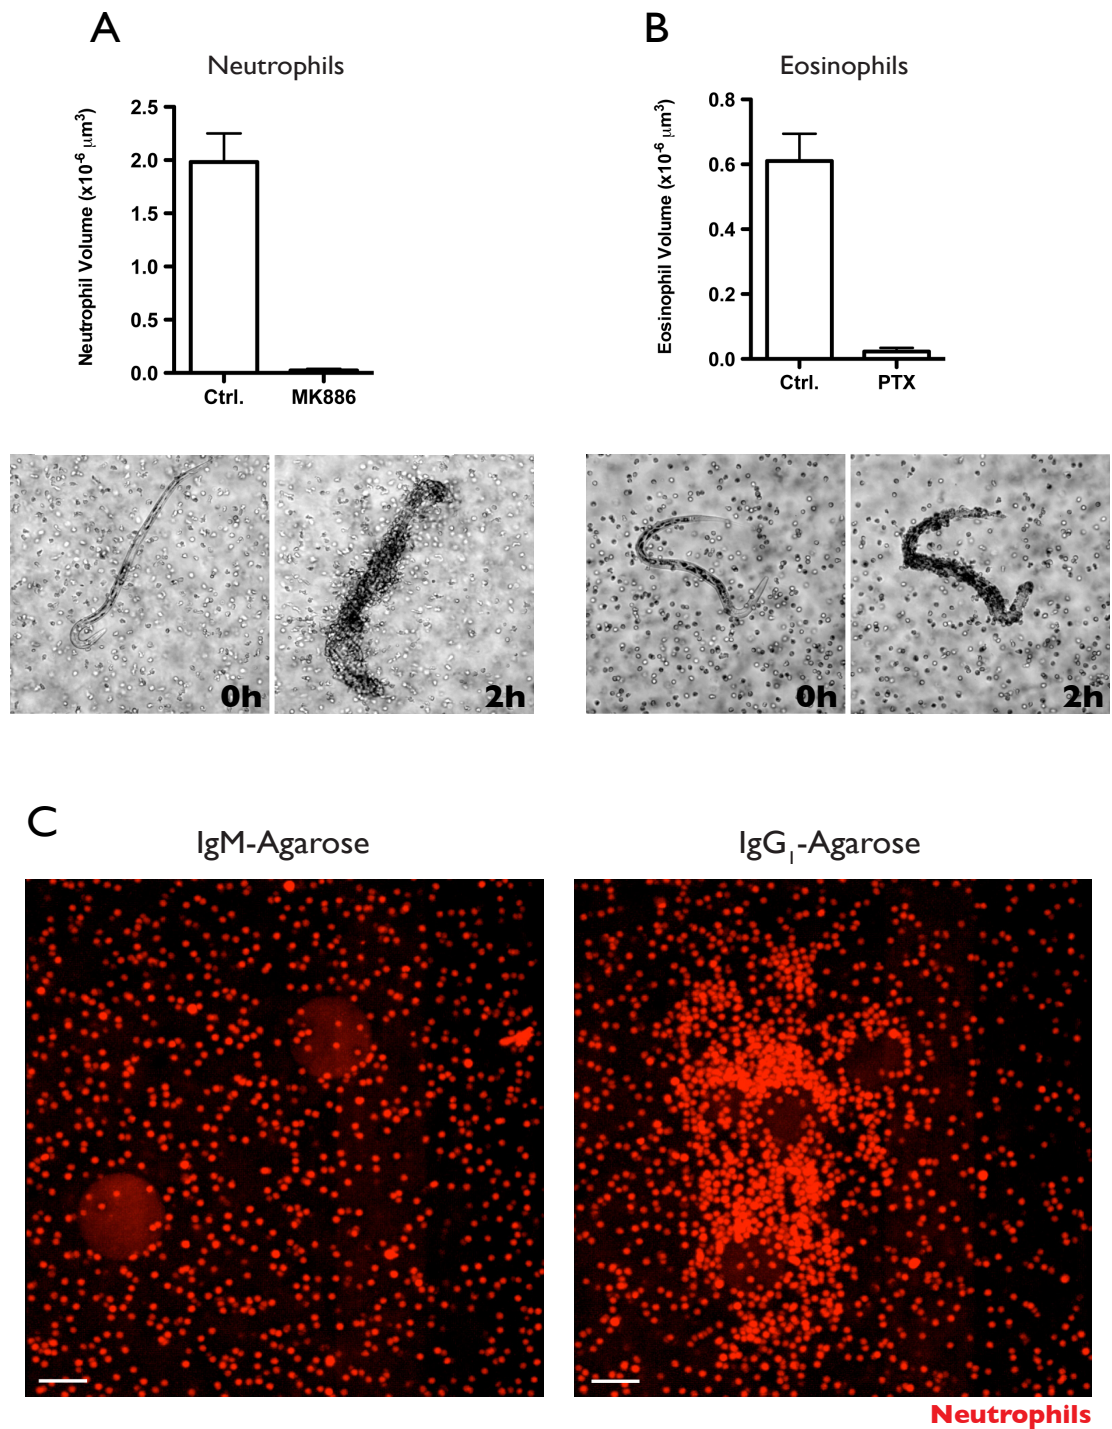 A
Neutrophils
Neutrophil Volume (x10⁻⁶ μm³)
2.5
2.0
1.5
1.0
0.5
0.0
Ctrl.
MK886
0h
2h
B
Eosinophils
Eosinophil Volume (x10⁻⁶ μm³)
0.8
0.6
0.4
0.2
0.0
Ctrl.
PTX
0h
2h
C
IgM-Agarose
IgG₁-Agarose
Neutrophils